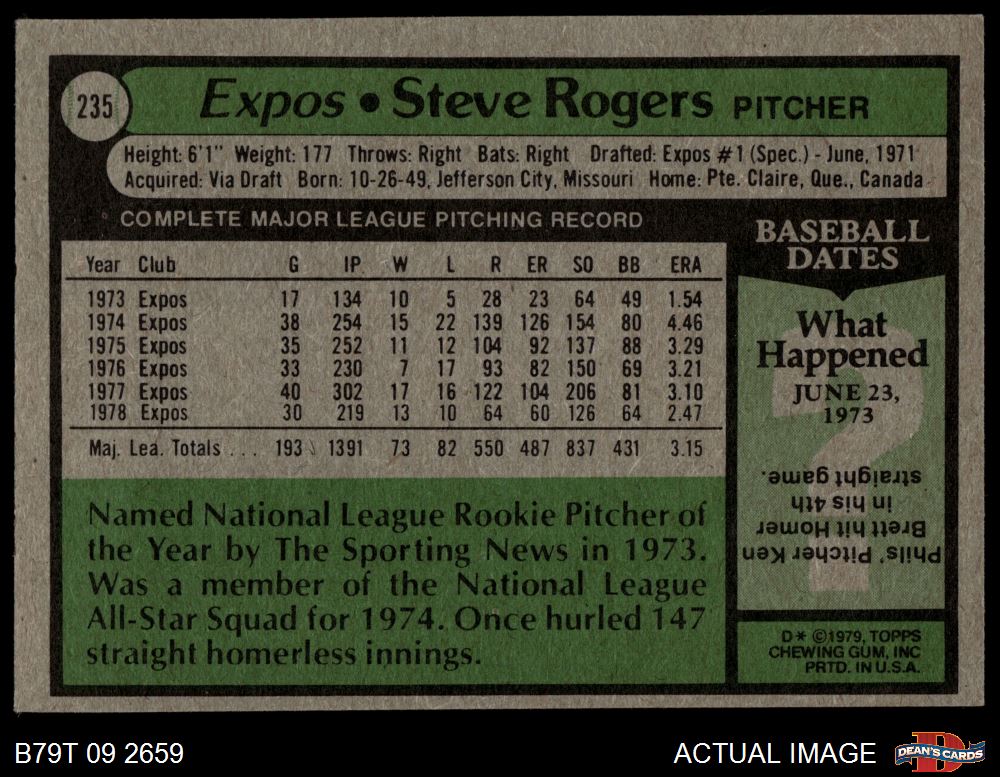 235
Expos • Steve Rogers PITCHER
Height: 6'1" Weight: 177 Throws: Right Bats: Right Drafted: Expos #1 (Spec.) - June, 1971
Acquired: Via Draft Born: 10-26-49, Jefferson City, Missouri Home: Pte. Claire, Que., Canada
COMPLETE MAJOR LEAGUE PITCHING RECORD
Year Club G IP W L R ER SO BB ERA
1973 Expos 17 134 10 5 28 23 64 49 1.54
1974 Expos 38 254 15 22 139 126 154 80 4.46
1975 Expos 35 252 11 12 104 92 137 88 3.29
1976 Expos 33 230 7 17 93 82 150 69 3.21
1977 Expos 40 302 17 16 122 104 206 81 3.10
1978 Expos 30 219 13 10 64 60 126 64 2.47
Maj. Lea. Totals . . . 193 1391 73 82 550 487 837 431 3.15
Named National League Rookie Pitcher of
the Year by The Sporting News in 1973.
Was a member of the National League
All-Star Squad for 1974. Once hurled 147
straight homerless innings.
BASEBALL
DATES
What
Happened
JUNE 23,
1973
?
Phils' Pitcher Ken
Brett hit Homer
in his 4th
straight game.
D* ©1979, TOPPS
CHEWING GUM, INC
PRTD. IN U.S.A.
B79T 09 2659
ACTUAL IMAGE
DEAN'S CARDS